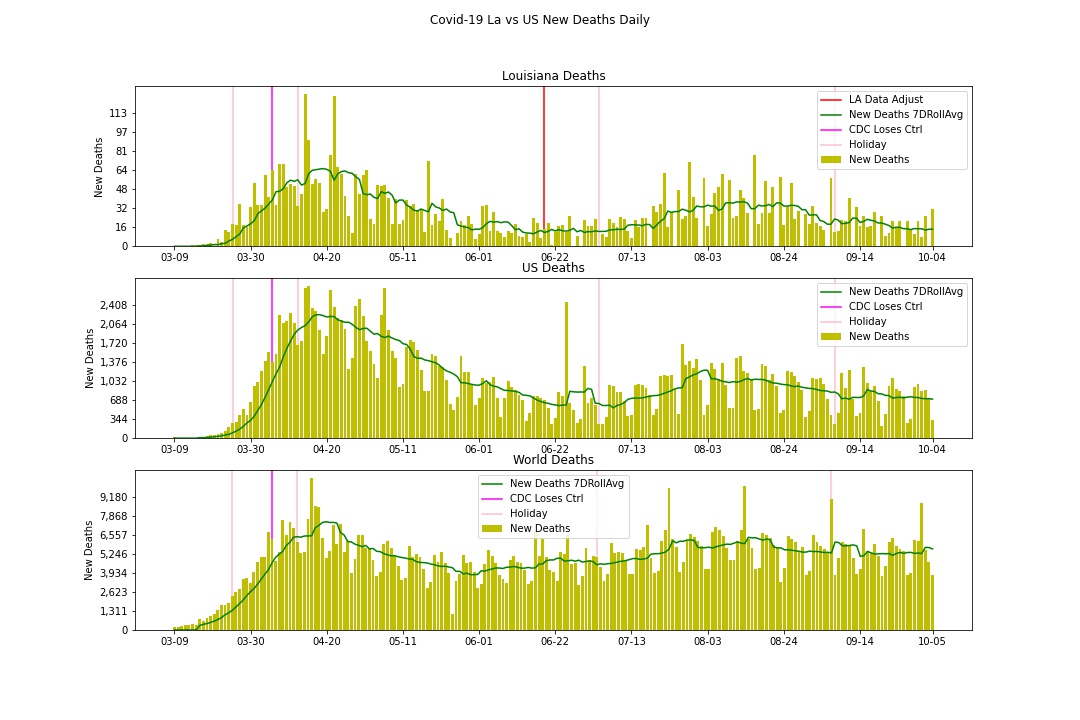 Covid-19 La vs US New Deaths Daily
Louisiana Deaths
New Deaths
113
97
81
64
48
32
16
0
LA Data Adjust
New Deaths 7DRollAvg
CDC Loses Ctrl
Holiday
New Deaths
03-09 03-30 04-20 05-11 06-01 06-22 07-13 08-03 08-24 09-14 10-04
US Deaths
New Deaths
2,408
2,064
1,720
1,376
1,032
688
344
0
New Deaths 7DRollAvg
CDC Loses Ctrl
Holiday
New Deaths
03-09 03-30 04-20 05-11 06-01 06-22 07-13 08-03 08-24 09-14 10-04
World Deaths
New Deaths
9,180
7,868
6,557
5,246
3,934
2,623
1,311
0
New Deaths 7DRollAvg
CDC Loses Ctrl
Holiday
New Deaths
03-09 03-30 04-20 05-11 06-01 06-22 07-13 08-03 08-24 09-14 10-05